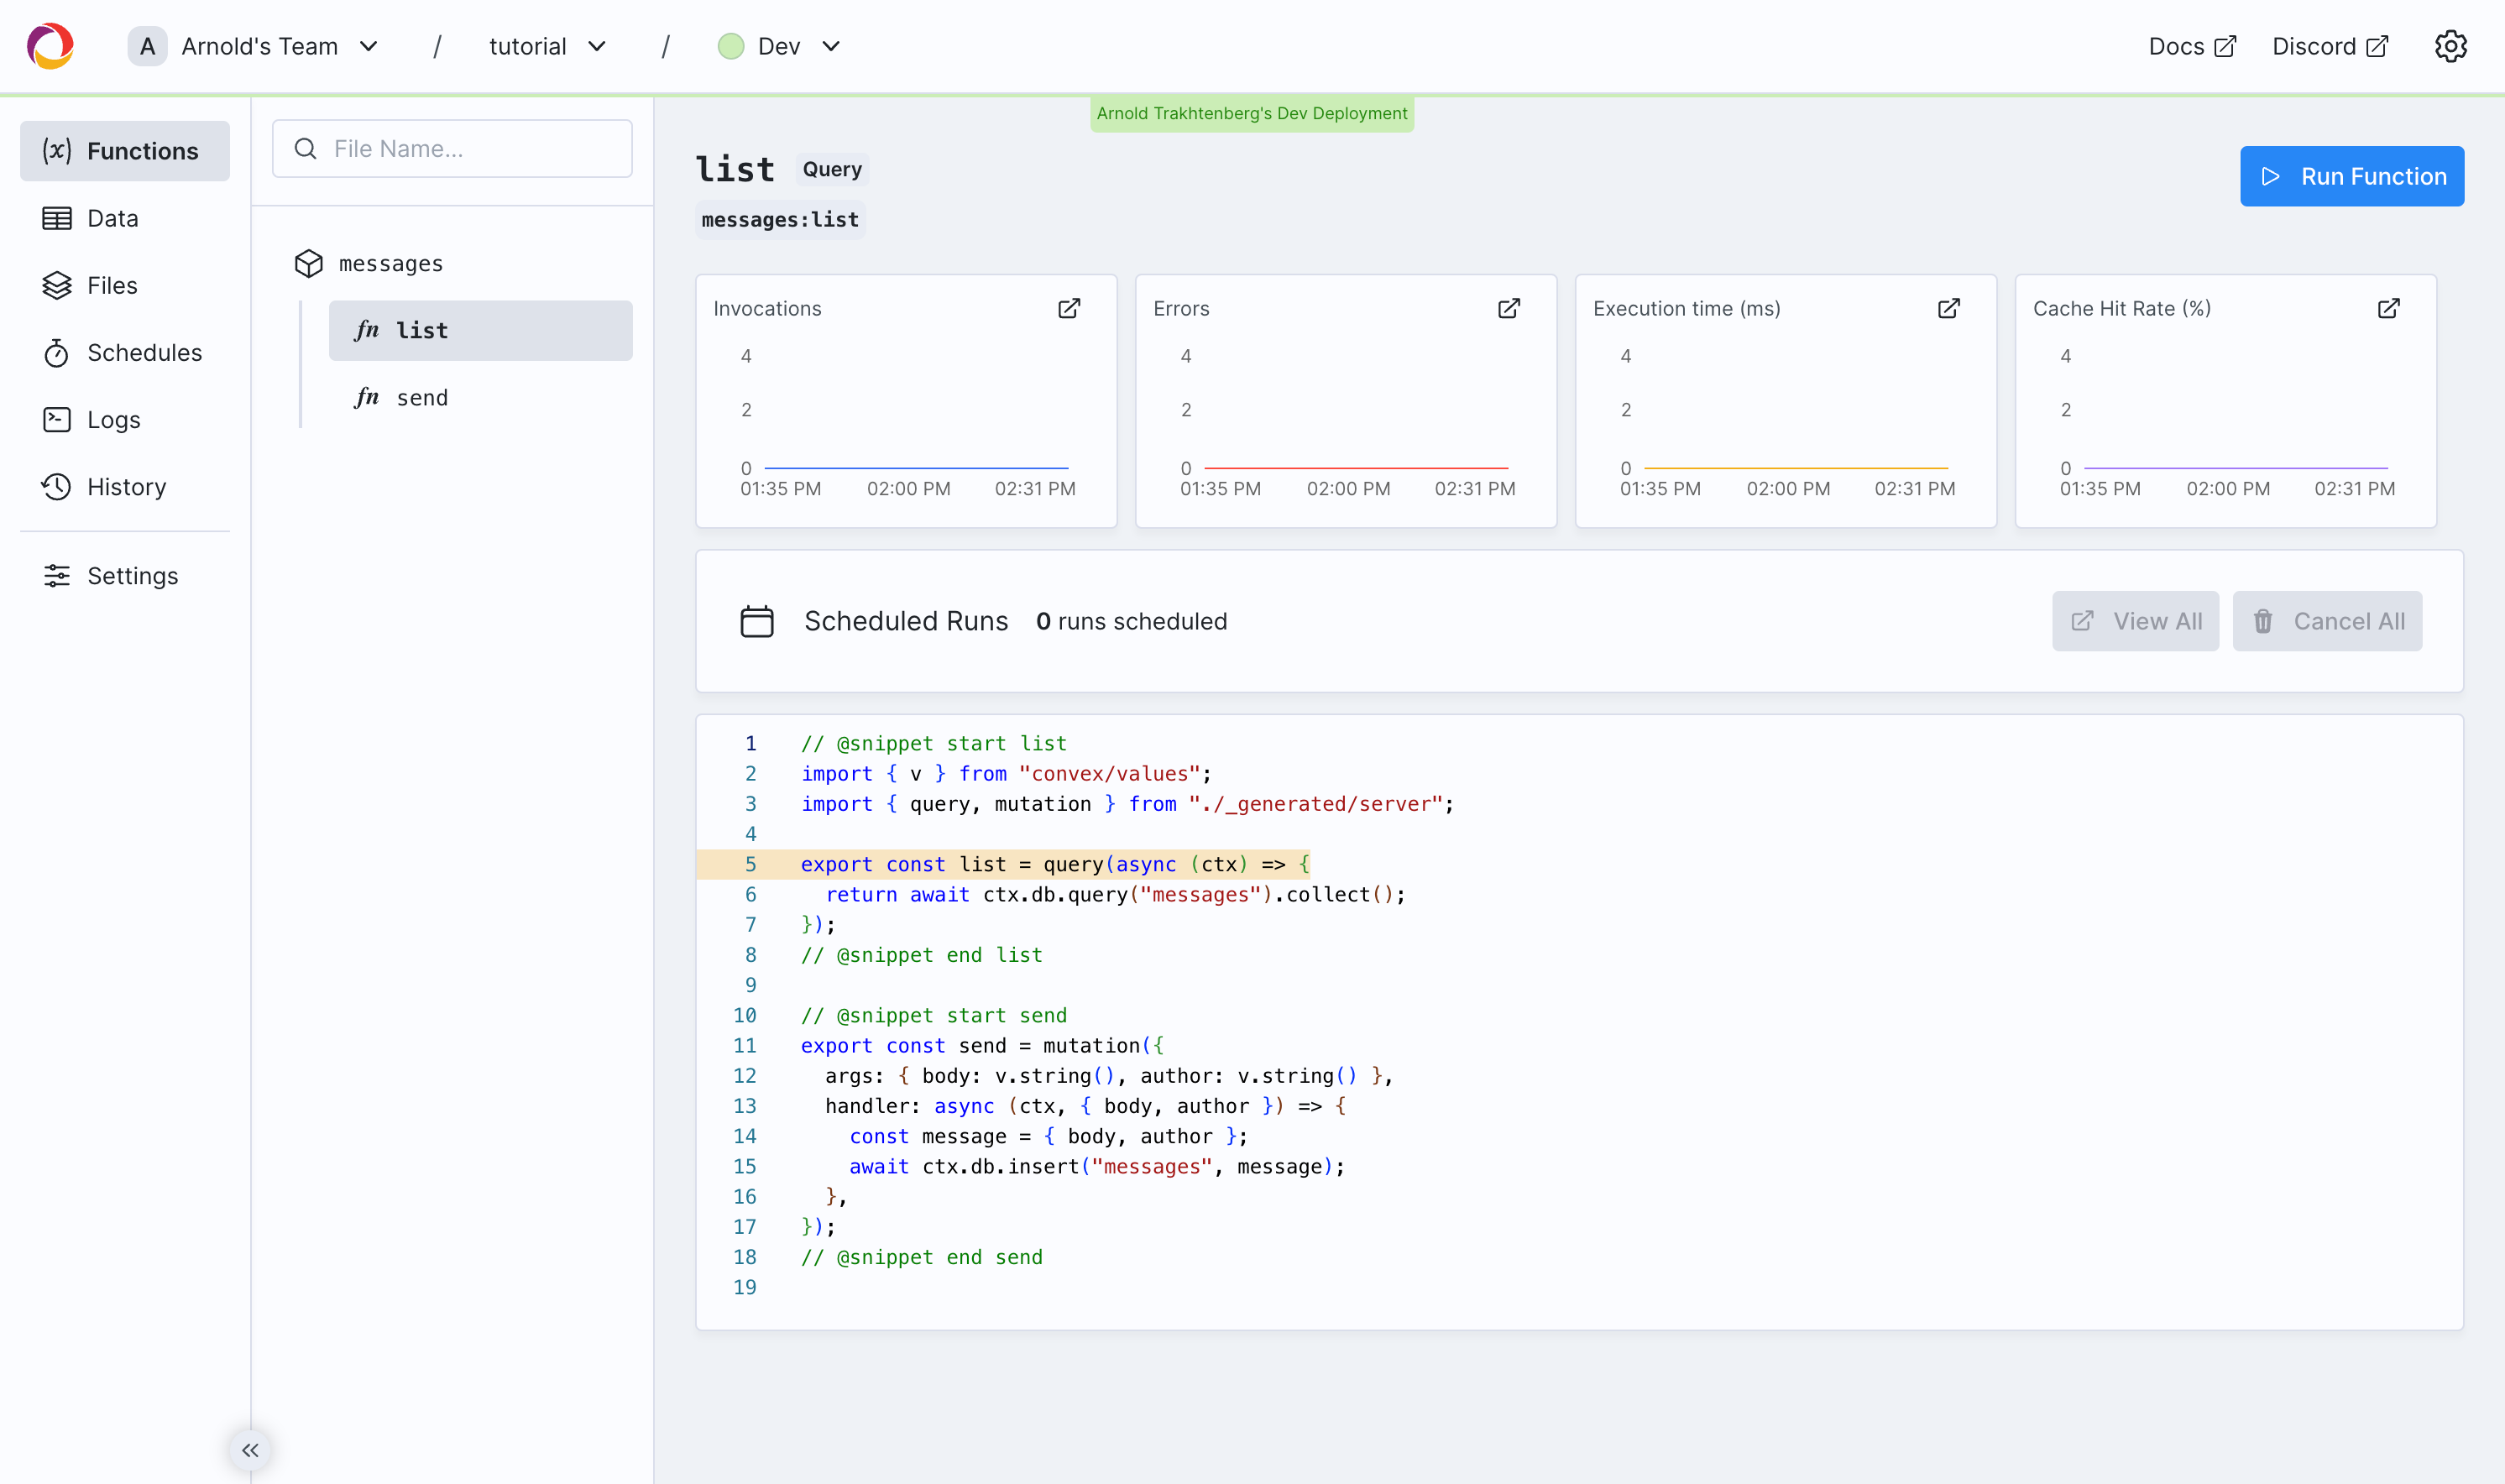 A Arnold's Team / tutorial / Dev Docs Discord
Arnold Trakhtenberg's Dev Deployment
(x) Functions
Data
Files
Schedules
Logs
History
Settings
File Name...
messages
fn list
fn send
list Query
messages:list
Run Function
Invocations
4
2
0
01:35 PM 02:00 PM 02:31 PM
Errors
4
2
0
01:35 PM 02:00 PM 02:31 PM
Execution time (ms)
4
2
0
01:35 PM 02:00 PM 02:31 PM
Cache Hit Rate (%)
4
2
0
01:35 PM 02:00 PM 02:31 PM
Scheduled Runs 0 runs scheduled View All Cancel All
1 // @snippet start list
2 import { v } from "convex/values";
3 import { query, mutation } from "./_generated/server";
4
5 export const list = query(async (ctx) => {
6   return await ctx.db.query("messages").collect();
7 });
8 // @snippet end list
9
10 // @snippet start send
11 export const send = mutation({
12   args: { body: v.string(), author: v.string() },
13   handler: async (ctx, { body, author }) => {
14     const message = { body, author };
15     await ctx.db.insert("messages", message);
16   },
17 });
18 // @snippet end send
19